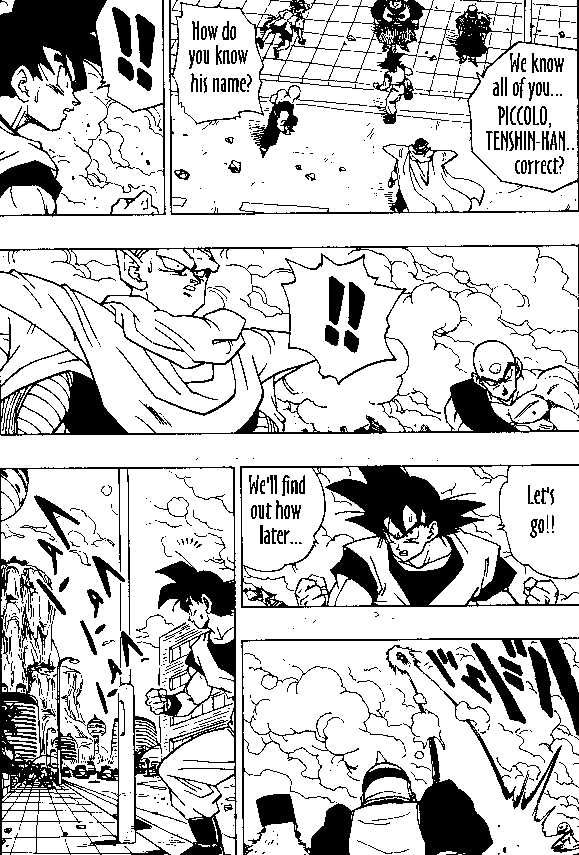 We know
all of you...
PICCOLO,
TENSHIN-KAN..
correct?
How do
you know
his name?
!!
!!
Let's
go!!
We'll find
out how
later...